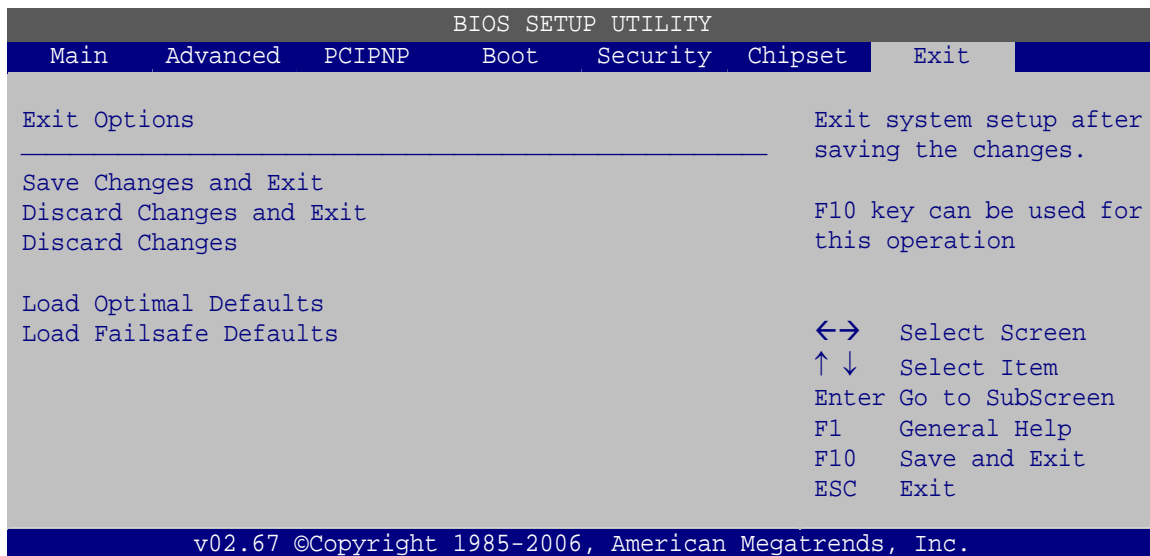 BIOS SETUP UTILITY
Main Advanced PCIPNP Boot Security Chipset Exit
Exit Options
Save Changes and Exit
Discard Changes and Exit
Discard Changes
Load Optimal Defaults
Load Failsafe Defaults
Exit system setup after
saving the changes.
F10 key can be used for
this operation
←→ Select Screen
↑ ↓ Select Item
Enter Go to SubScreen
F1 General Help
F10 Save and Exit
ESC Exit
v02.67 ©Copyright 1985-2006, American Megatrends, Inc.